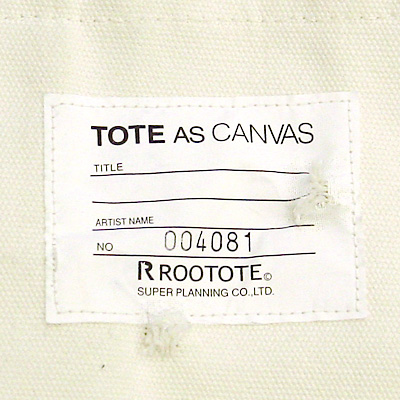 TOTE AS CANVAS
TITLE
ARTIST NAME
NO 004081
R ROOTOTE©
SUPER PLANNING CO.,LTD.